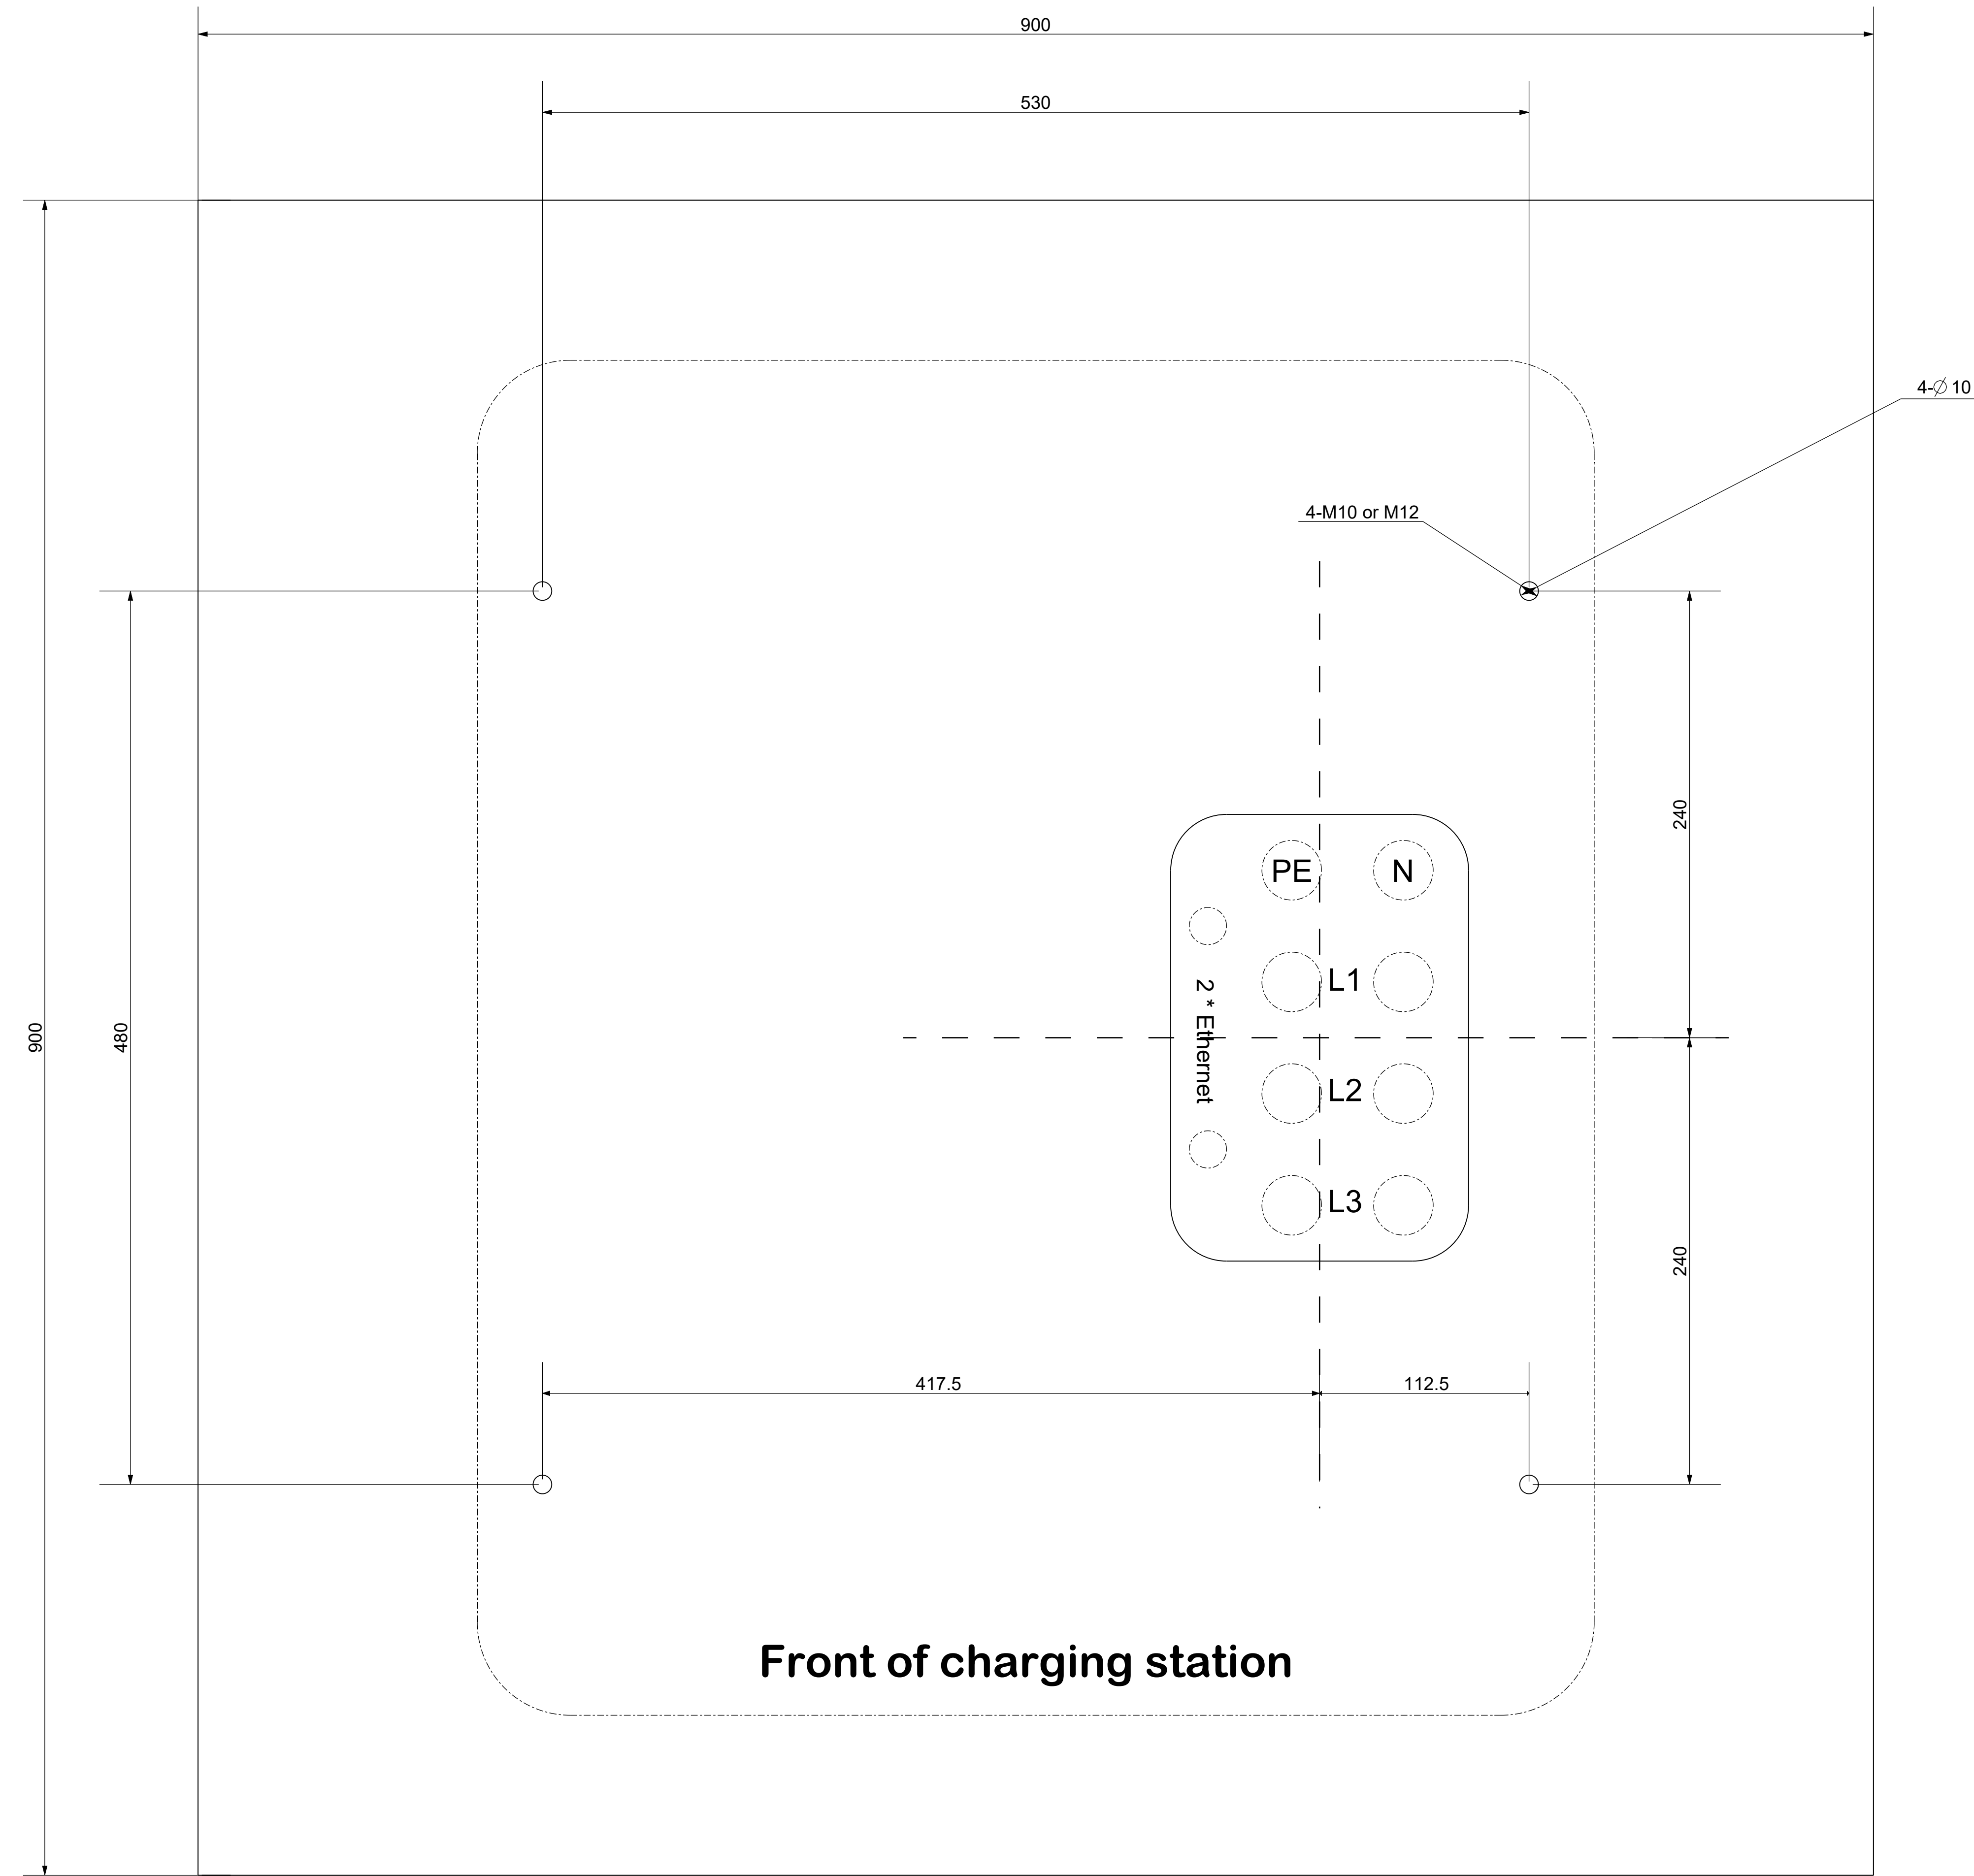 900
530
4-∅10
4-M10 or M12
240
PE
N
L1
2 * Ethernet
900
480
L2
L3
240
417.5
112.5
Front of charging station